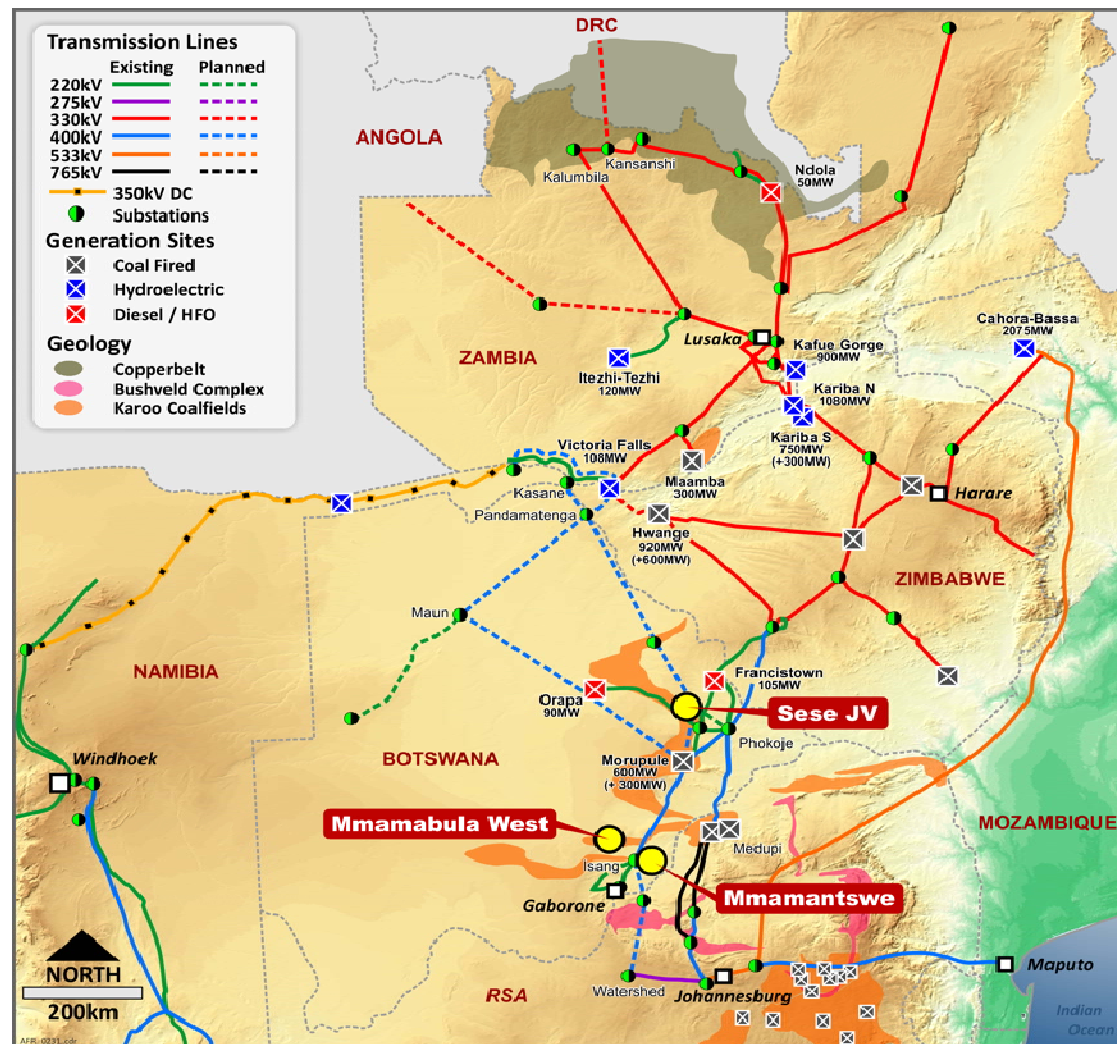 Transmission Lines
Existing Planned
220kV
275kV
330kV
400kV
533kV
765kV
350kV DC
Substations
Generation Sites
Coal Fired
Hydroelectric
Diesel / HFO
Geology
Copperbelt
Bushveld Complex
Karoo Coalfields
DRC
ANGOLA
Kansanshi
Kalumbila
Ndola
50MW
Lusaka
ZAMBIA
Itezhi-Tezhi
120MW
Kafue Gorge
900MW
Cahora-Bassa
2075MW
Kariba N
1080MW
Kariba S
750MW
(+300MW)
Victoria Falls
108MW
Maamba
300MW
Kasane
Pandamatenga
Hwange
920MW
(+600MW)
Harare
ZIMBABWE
Maun
NAMIBIA
Francistown
105MW
Orapa
90MW
Sese JV
Phokoje
Windhoek
BOTSWANA
Morupule
600MW
(+ 300MW)
Mmamabula West
MOZAMBIQUE
Medupi
Isang
Mmamantswe
Gaborone
NORTH
200km
RSA
Watershed
Johannesburg
Maputo
Indian
Ocean
AFR_0231.cdr